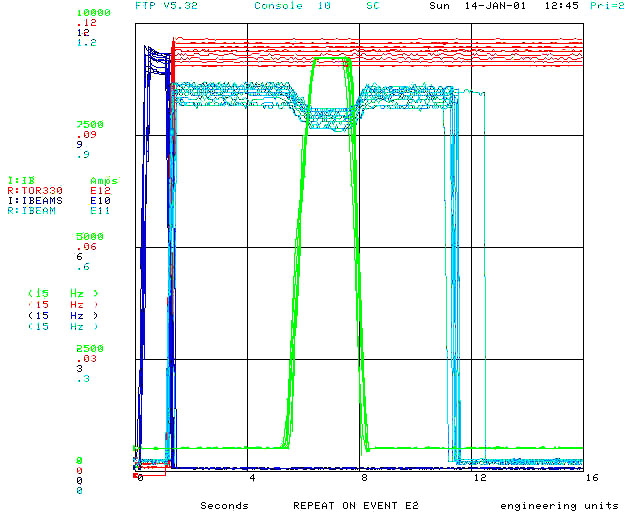 FTP V5.32 Console 10 SC Sun 14-JAN-01 12:45 Pri=2
10000
.12
12
1.2
7500
.09
9
.9
I:IB Amps
R:TOR330 E12
I:IBEAMS E10
R:IBEAM E11
5000
.06
6
.6
(15 Hz )
(15 Hz )
(15 Hz )
(15 Hz )
2500
.03
3
.3
0
0
0
0
0 4 8 12 16
Seconds REPEAT ON EVENT E2 engineering units